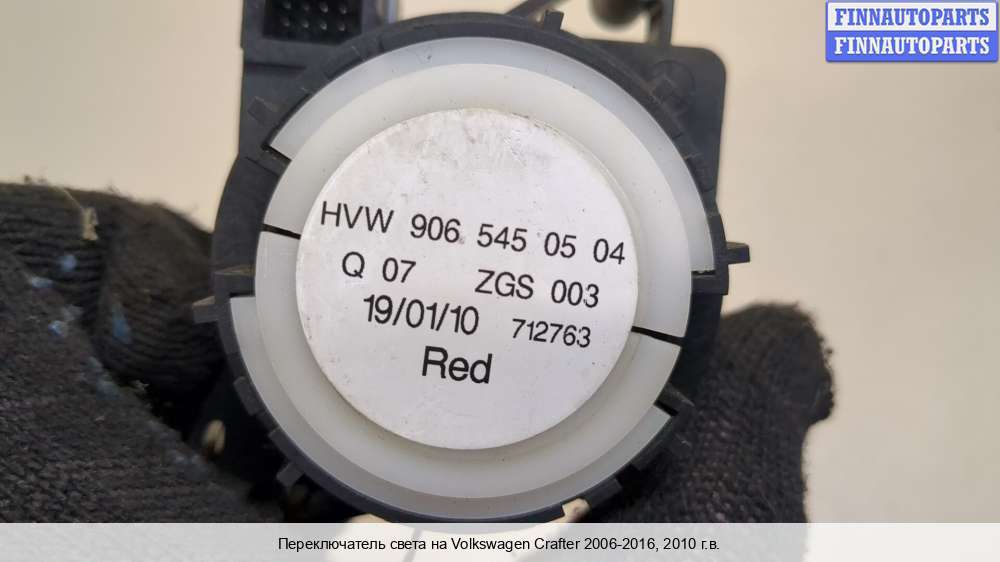 FINNAUTOPARTS
FINNAUTOPARTS
HVW 906 545 05 04
Q 07 ZGS 003
19/01/10 712763
Red
Переключатель света на Volkswagen Crafter 2006-2016, 2010 г.в.